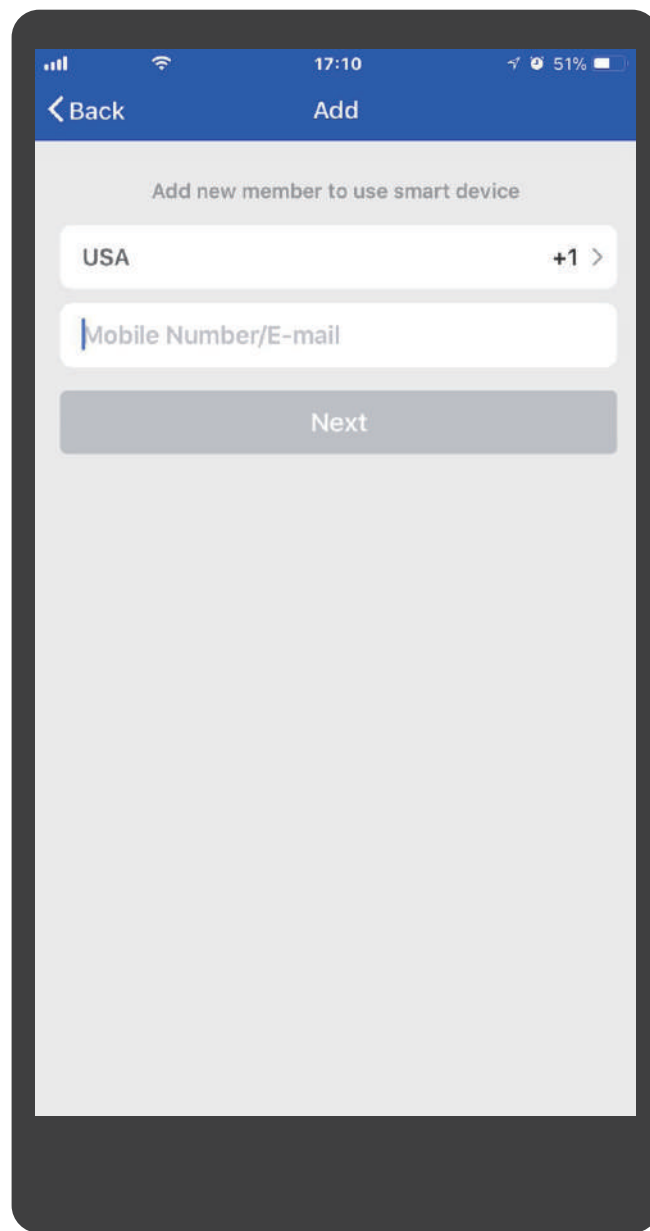 17:10
51%
Back
Add
Add new member to use smart device
USA
+1
Mobile Number/E-mail
Next